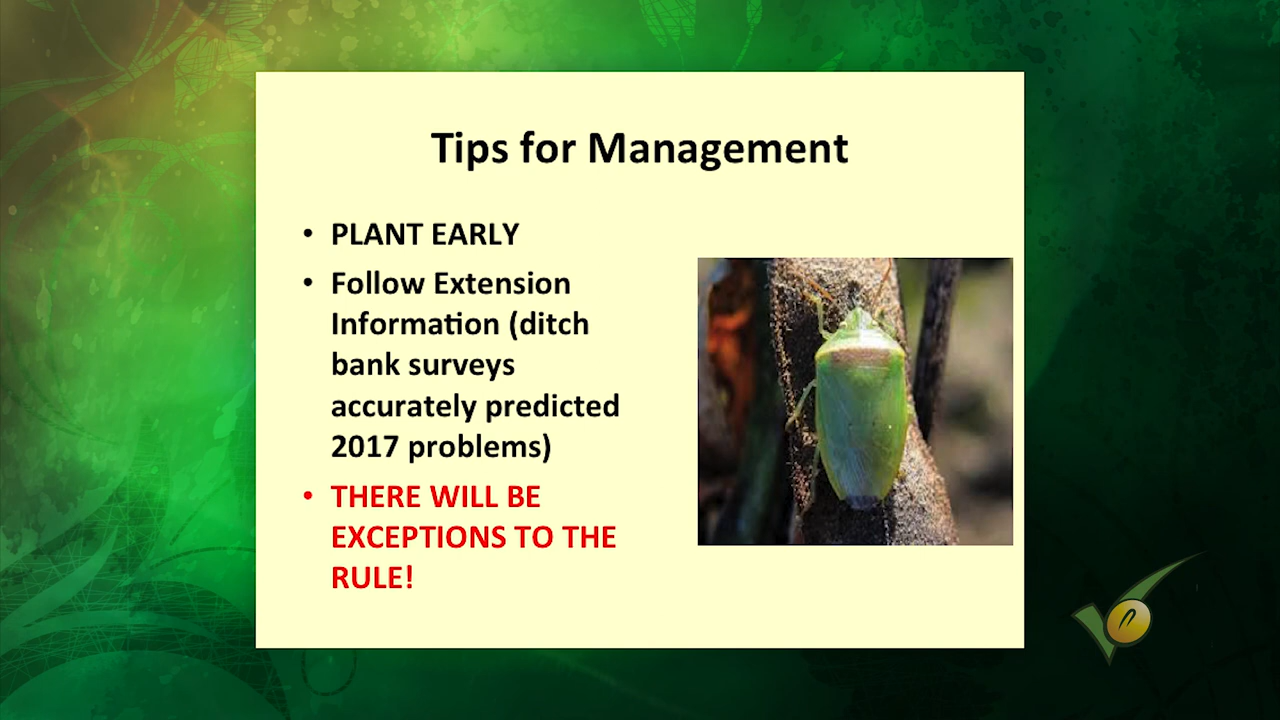 Tips for Management
• PLANT EARLY
• Follow Extension
Information (ditch
bank surveys
accurately predicted
2017 problems)
• THERE WILL BE
EXCEPTIONS TO THE
RULE!